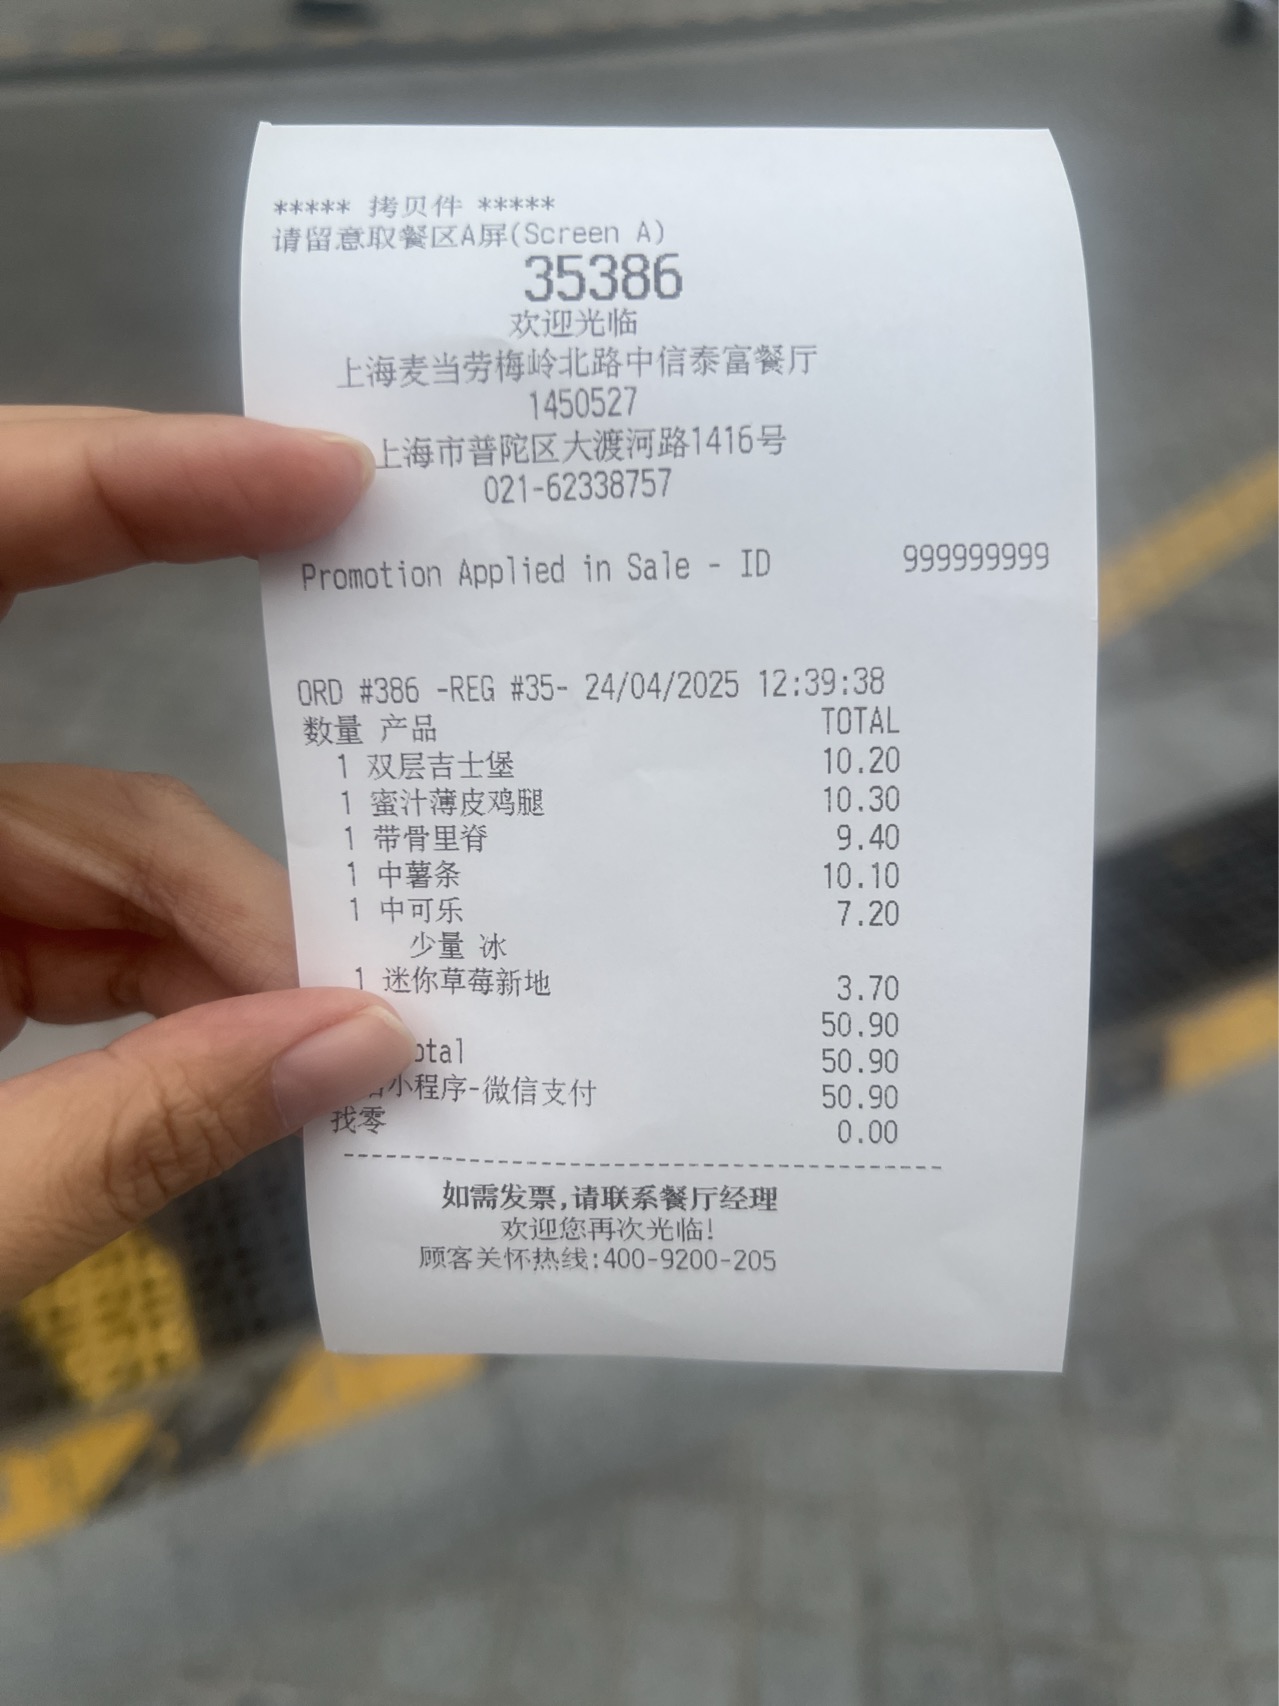 ***** 拷贝件 *****
请留意取餐区A屏(Screen A)
35386
欢迎光临
上海麦当劳梅岭北路中信泰富餐厅
1450527
上海市普陀区大渡河路1416号
021-62338757
Promotion Applied in Sale - ID 999999999
ORD #386 -REG #35- 24/04/2025 12:39:38
数量 产品 TOTAL
1 双层吉士堡 10.20
1 蜜汁薄皮鸡腿 10.30
1 带骨里脊 9.40
1 中薯条 10.10
1 中可乐 7.20
少量 冰
1 迷你草莓新地 3.70
50.90
otal 50.90
小程序-微信支付 50.90
找零 0.00
如需发票,请联系餐厅经理
欢迎您再次光临!
顾客关怀热线:400-9200-205